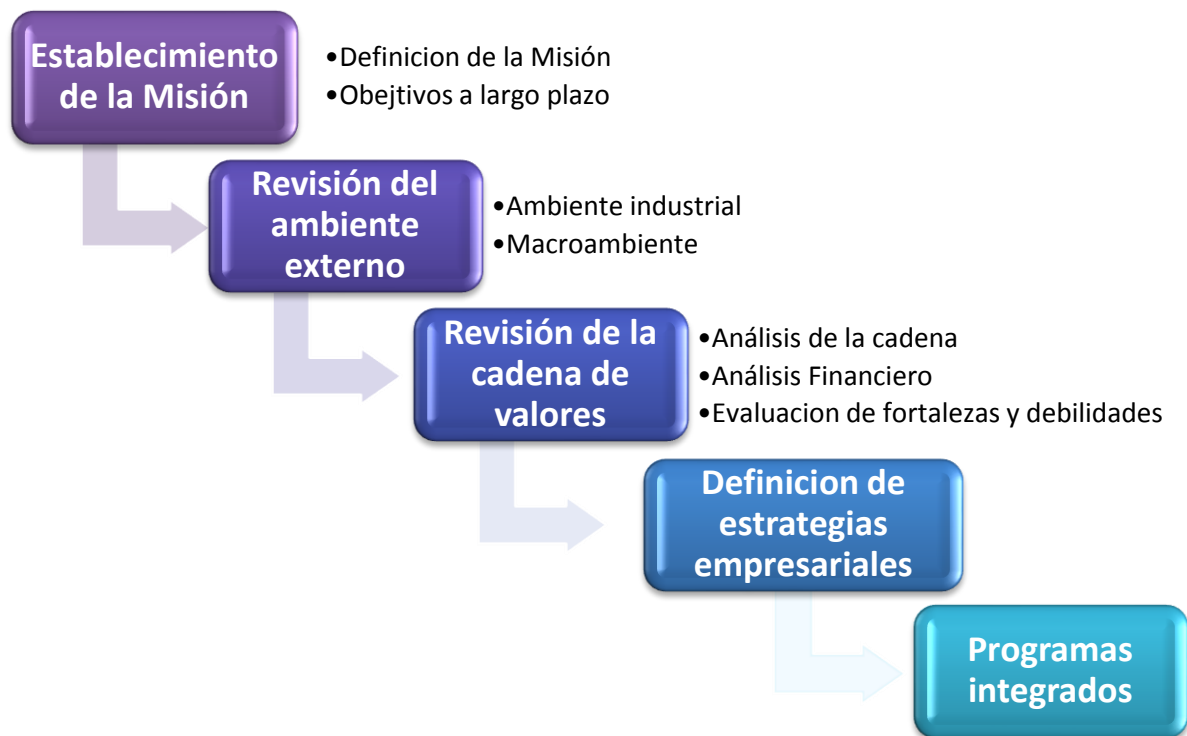 Establecimiento
de la Misión
•Definicion de la Misión
•Obejtivos a largo plazo
Revisión del
ambiente
externo
•Ambiente industrial
•Macroambiente
Revisión de la
cadena de
valores
•Análisis de la cadena
•Análisis Financiero
•Evaluacion de fortalezas y debilidades
Definicion de
estrategias
empresariales
Programas
integrados